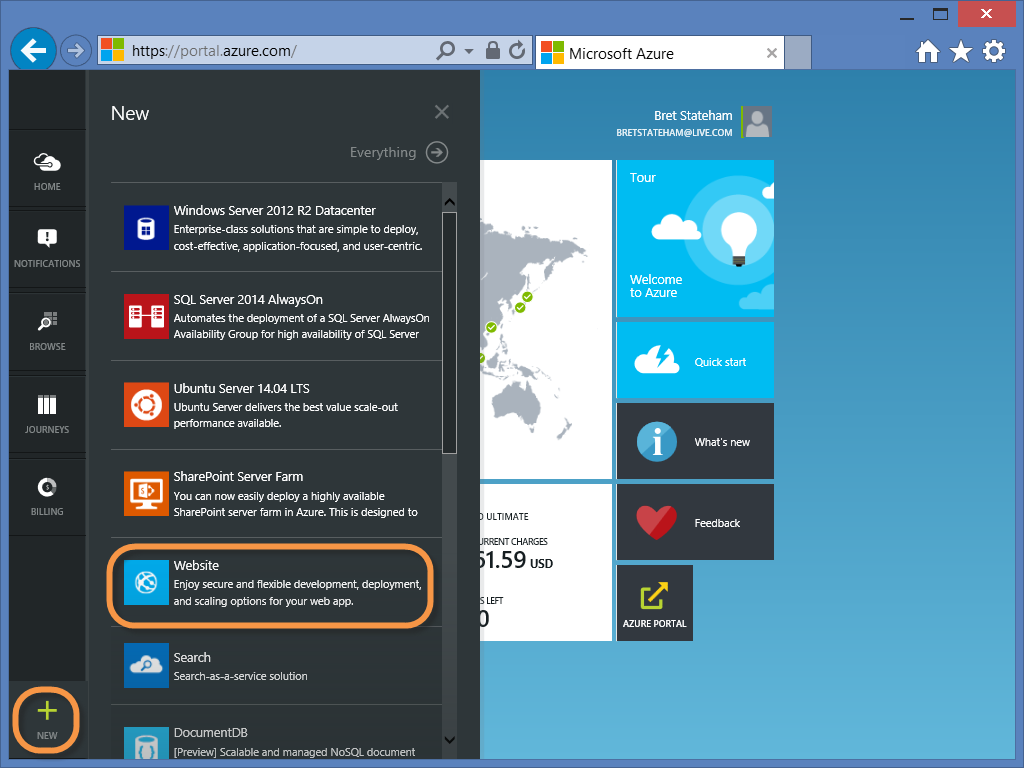 https://portal.azure.com/
Microsoft Azure
HOME
NOTIFICATIONS
BROWSE
JOURNEYS
BILLING
NEW
New
Everything
Windows Server 2012 R2 Datacenter
Enterprise-class solutions that are simple to deploy,
cost-effective, application-focused, and user-centric.
SQL Server 2014 AlwaysOn
Automates the deployment of a SQL Server AlwaysOn
Availability Group for high availability of SQL Server
Ubuntu Server 14.04 LTS
Ubuntu Server delivers the best value scale-out
performance available.
SharePoint Server Farm
You can now easily deploy a highly available
SharePoint server farm in Azure. This is designed to
Website
Enjoy secure and flexible development, deployment,
and scaling options for your web app.
Search
Search-as-a-service solution
DocumentDB
[Preview] Scalable and managed NoSQL document
Bret Stateham
BRETSTATEHAM@LIVE.COM
Tour
Welcome
to Azure
Quick start
What's new
Feedback
AZURE PORTAL
ULTIMATE
CHARGES
USD
LEFT